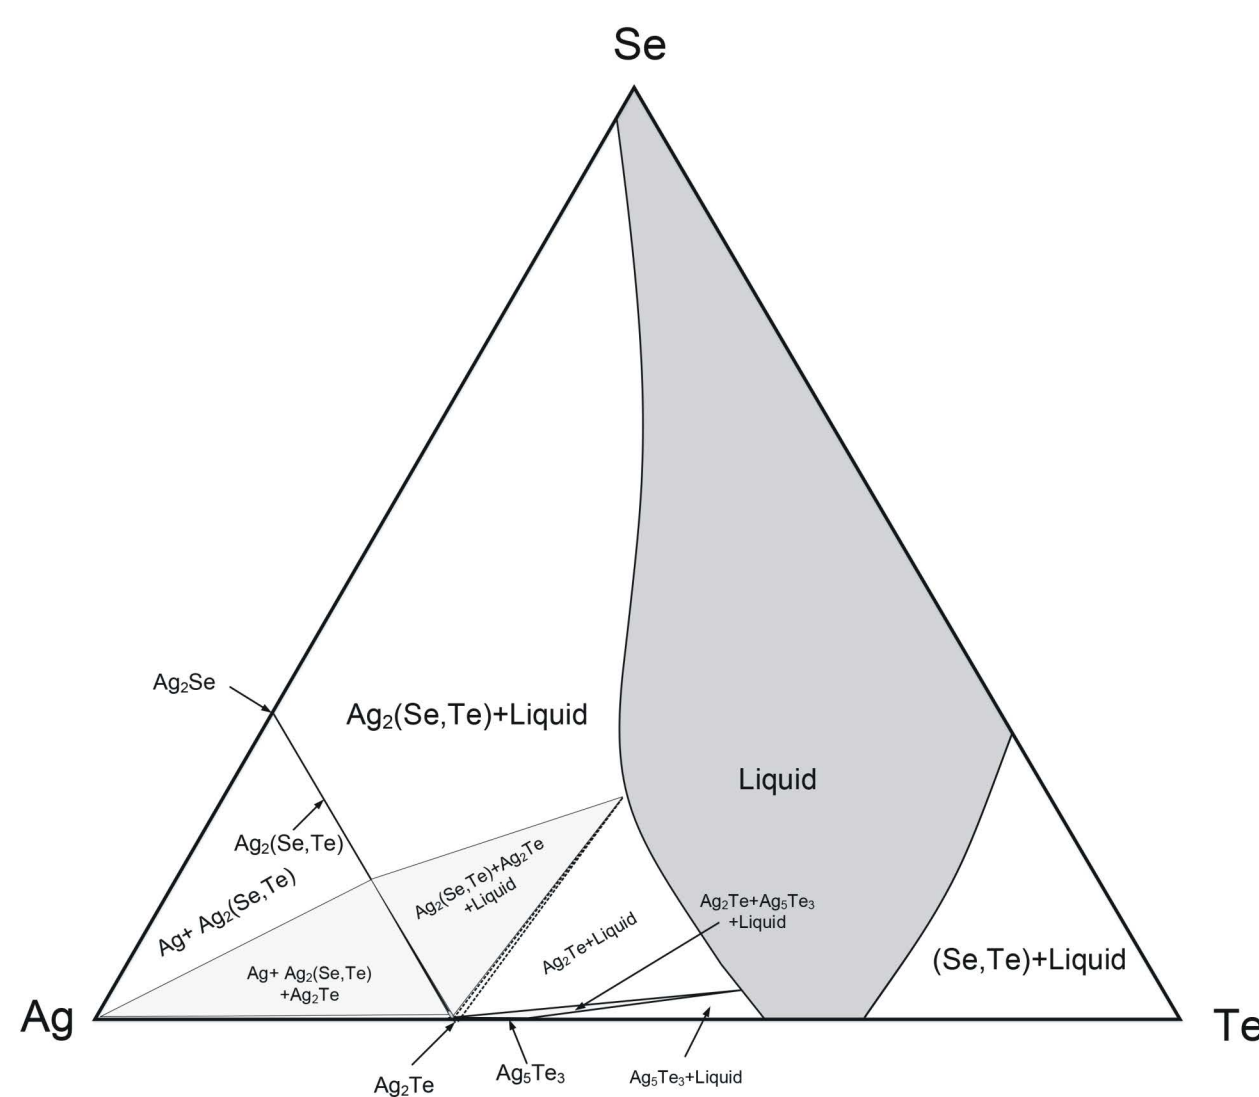 Se
Ag₂Se
Ag₂(Se,Te)+Liquid
Liquid
Ag₂(Se,Te)
Ag₂(Se,Te)+Ag₂Te
+Liquid
Ag+ Ag₂(Se,Te)
Ag₂Te+Ag₅Te₃
+Liquid
Ag₂Te+Liquid
(Se,Te)+Liquid
Ag+ Ag₂(Se,Te)
+Ag₂Te
Ag
Te
Ag₂Te
Ag₅Te₃
Ag₅Te₃+Liquid